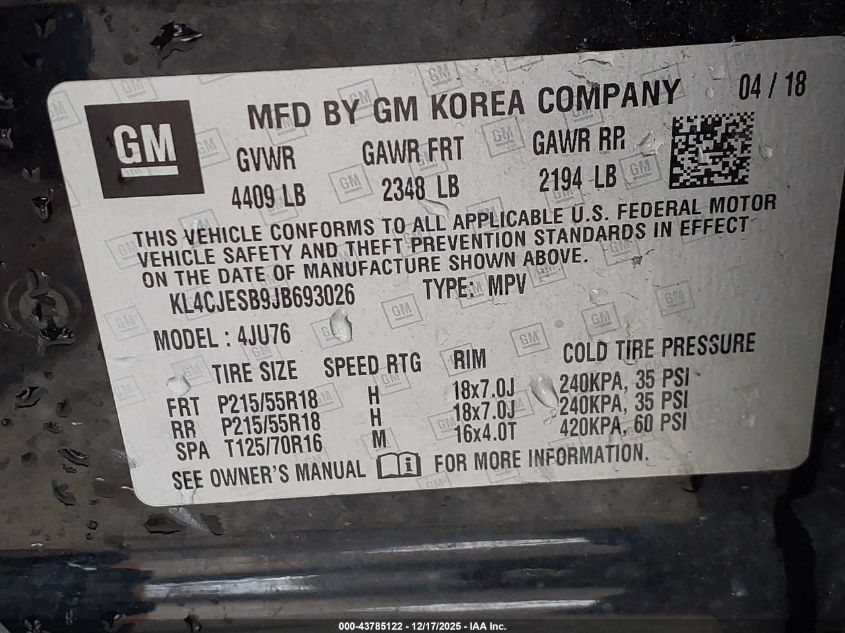 GM
MFD BY GM KOREA COMPANY 04 / 18
GVWR GAWR FRT GAWR RR
4409 LB 2348 LB 2194 LB
THIS VEHICLE CONFORMS TO ALL APPLICABLE U.S. FEDERAL MOTOR
VEHICLE SAFETY AND THEFT PREVENTION STANDARDS IN EFFECT
ON THE DATE OF MANUFACTURE SHOWN ABOVE.
KL4CJESB9JB693026 TYPE: MPV
MODEL : 4JU76
TIRE SIZE SPEED RTG RIM COLD TIRE PRESSURE
FRT P215/55R18 H 18x7.0J 240KPA, 35 PSI
RR P215/55R18 H 18x7.0J 240KPA, 35 PSI
SPA T125/70R16 M 16x4.0T 420KPA, 60 PSI
SEE OWNER'S MANUAL FOR MORE INFORMATION.
000-43785122 – 12/17/2025 – IAA Inc.